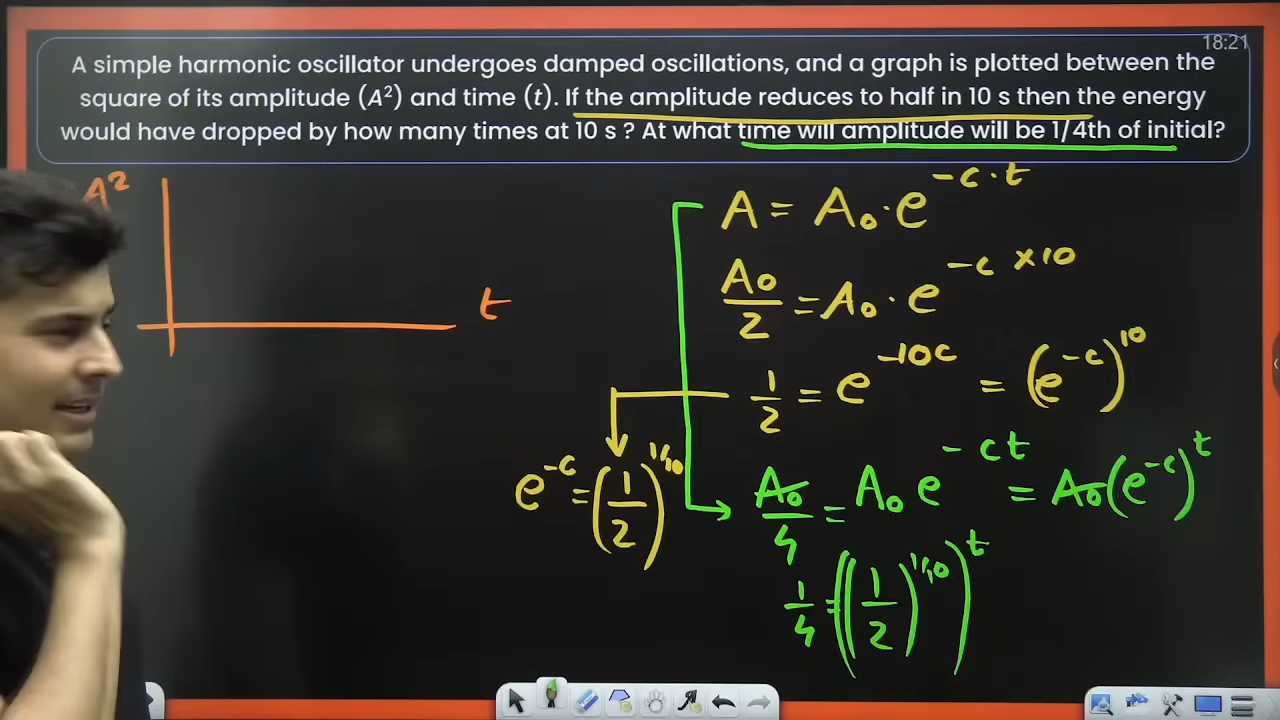 18:21
A simple harmonic oscillator undergoes damped oscillations, and a graph is plotted between the
square of its amplitude (A²) and time (t). If the amplitude reduces to half in 10 s then the energy
would have dropped by how many times at 10 s ? At what time will amplitude will be 1/4th of initial?
A²
t
A = A₀ · e^(-c · t)
A₀/2 = A₀ · e^(-c × 10)
1/2 = e^(-10c) = (e^(-c))^10
e^(-c) = (1/2)^(1/10)
A₀/4 = A₀ e^(-ct) = A₀ (e^(-c))^t
1/4 = ((1/2)^(1/10))^t